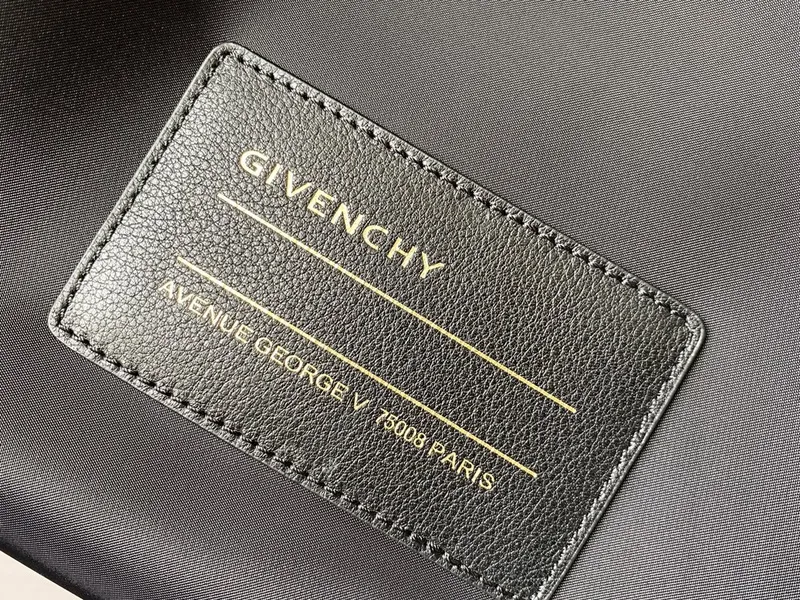 GIVENCHY
AVENUE GEORGE V 75008 PARIS